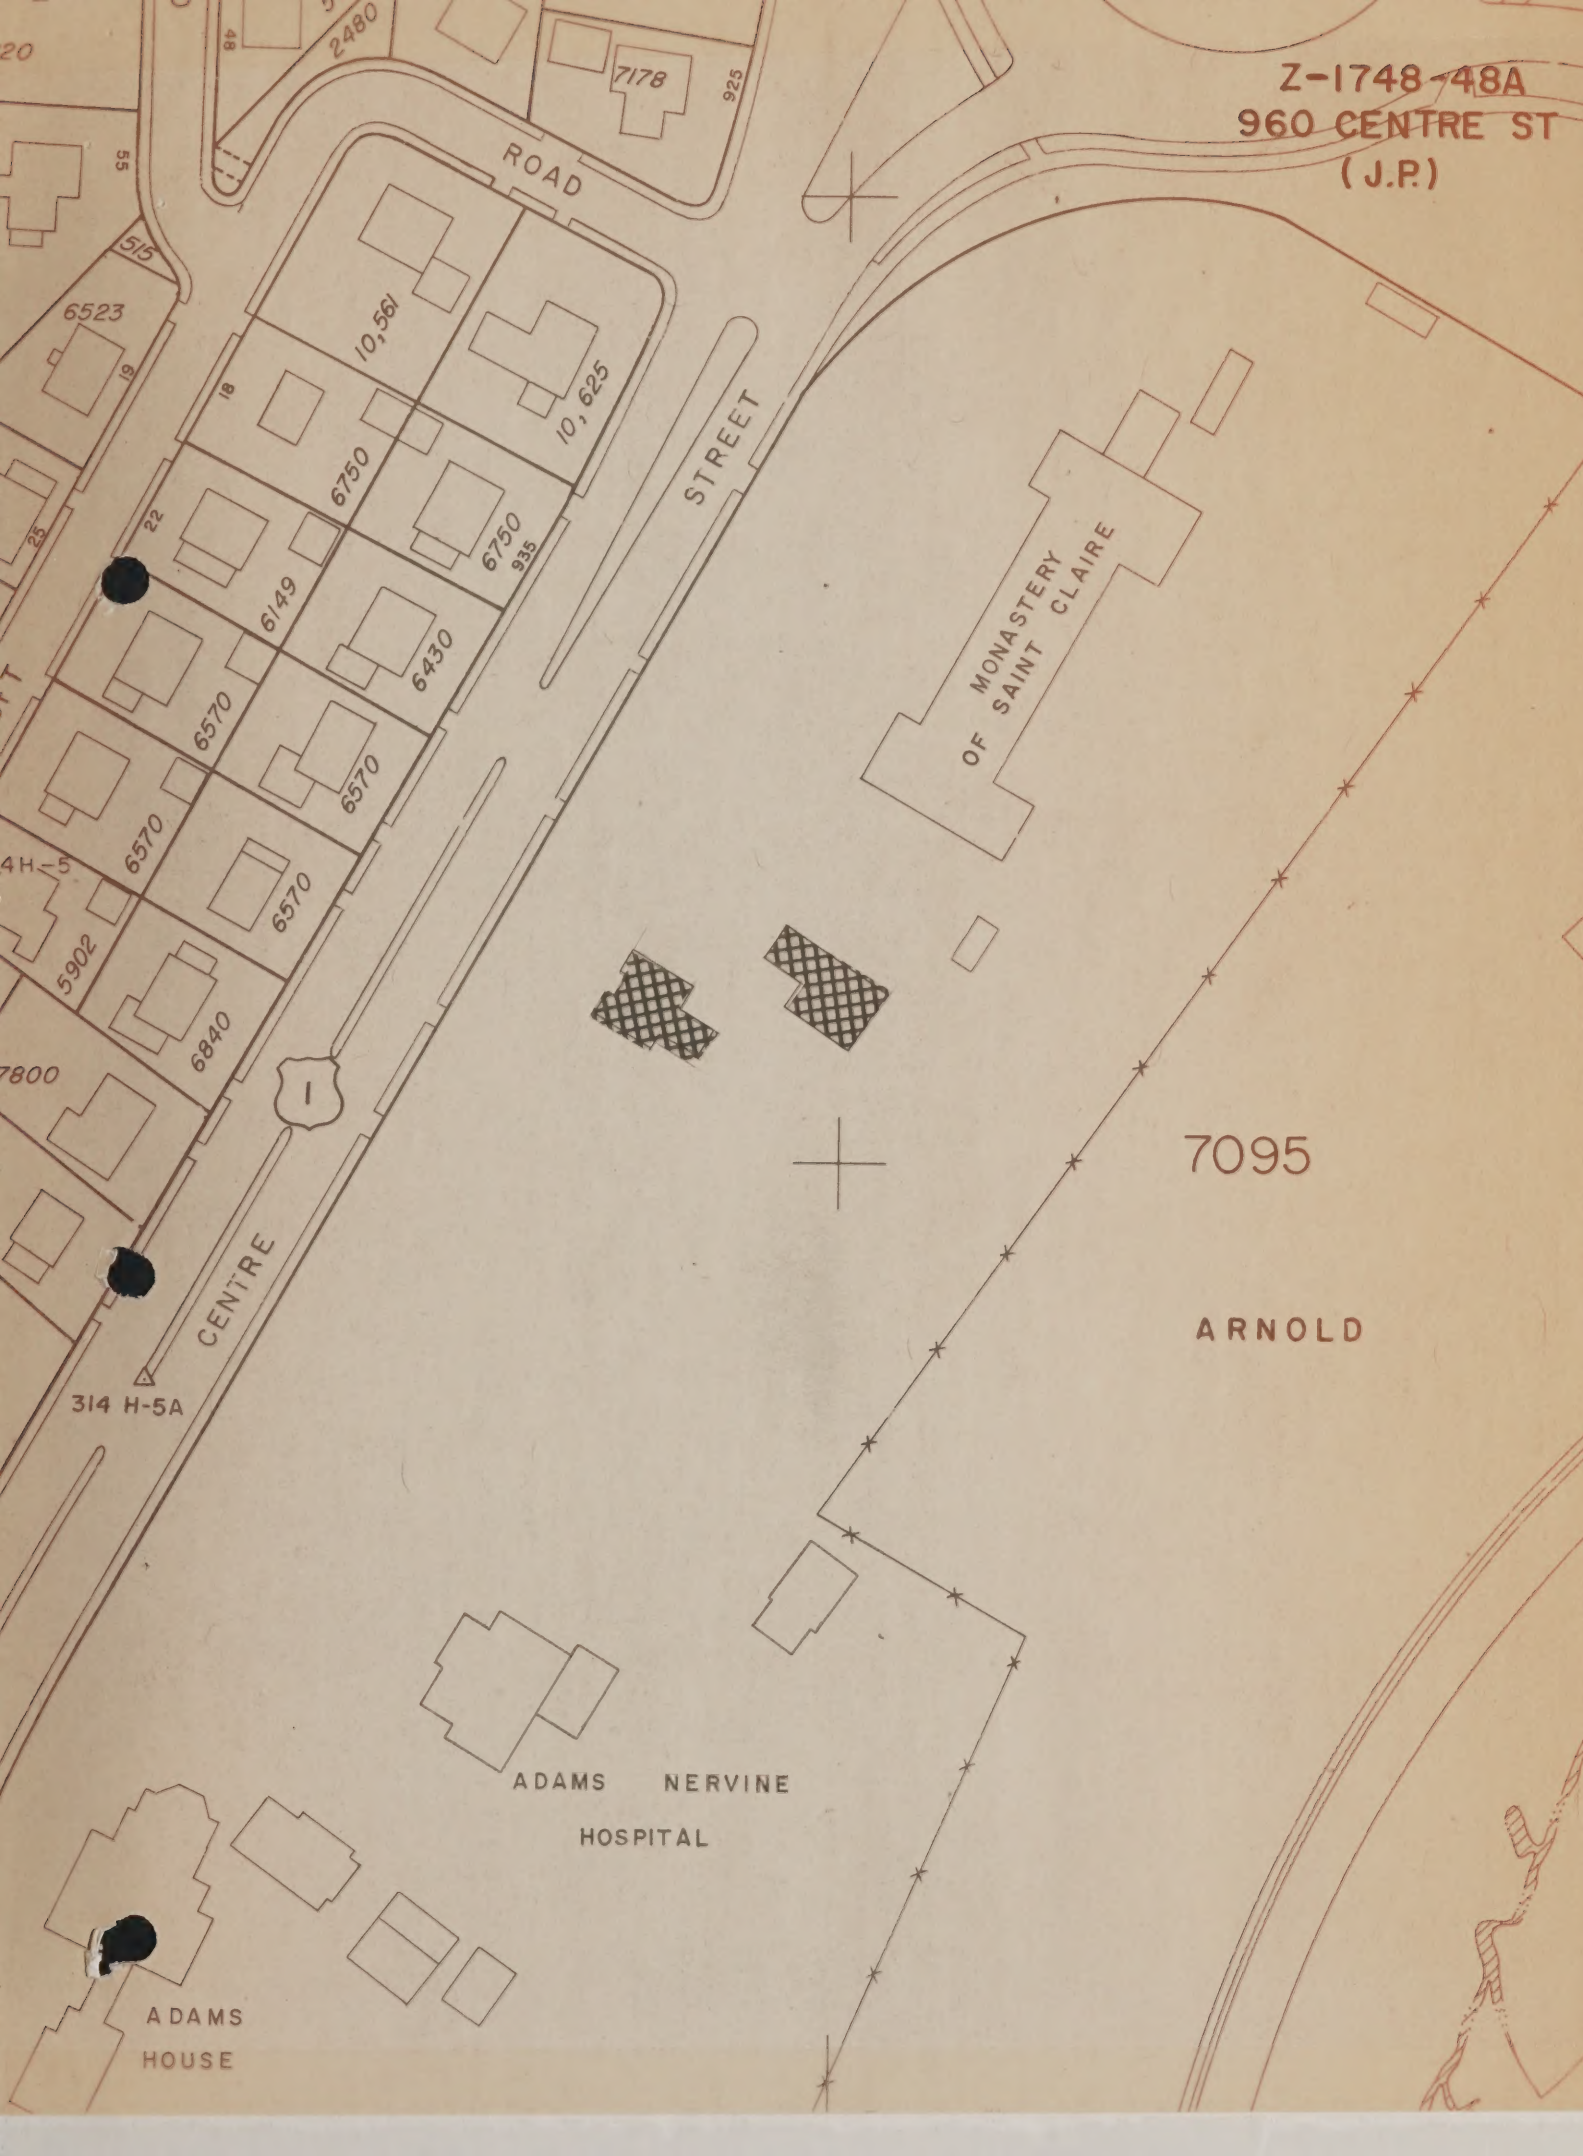 Z-1748-48A
960 CENTRE ST
(J.P.)
20
48
2480
7178
925
55
ROAD
515
6523
19
10,561
10,625
18
6750
STREET
25
22
6750
935
6149
6430
MONASTERY
OF SAINT CLAIRE
6570
6570
4H-5
6570
6570
5902
6840
7800
1
7095
CENTRE
ARNOLD
314 H-5A
ADAMS NERVINE
HOSPITAL
ADAMS
HOUSE